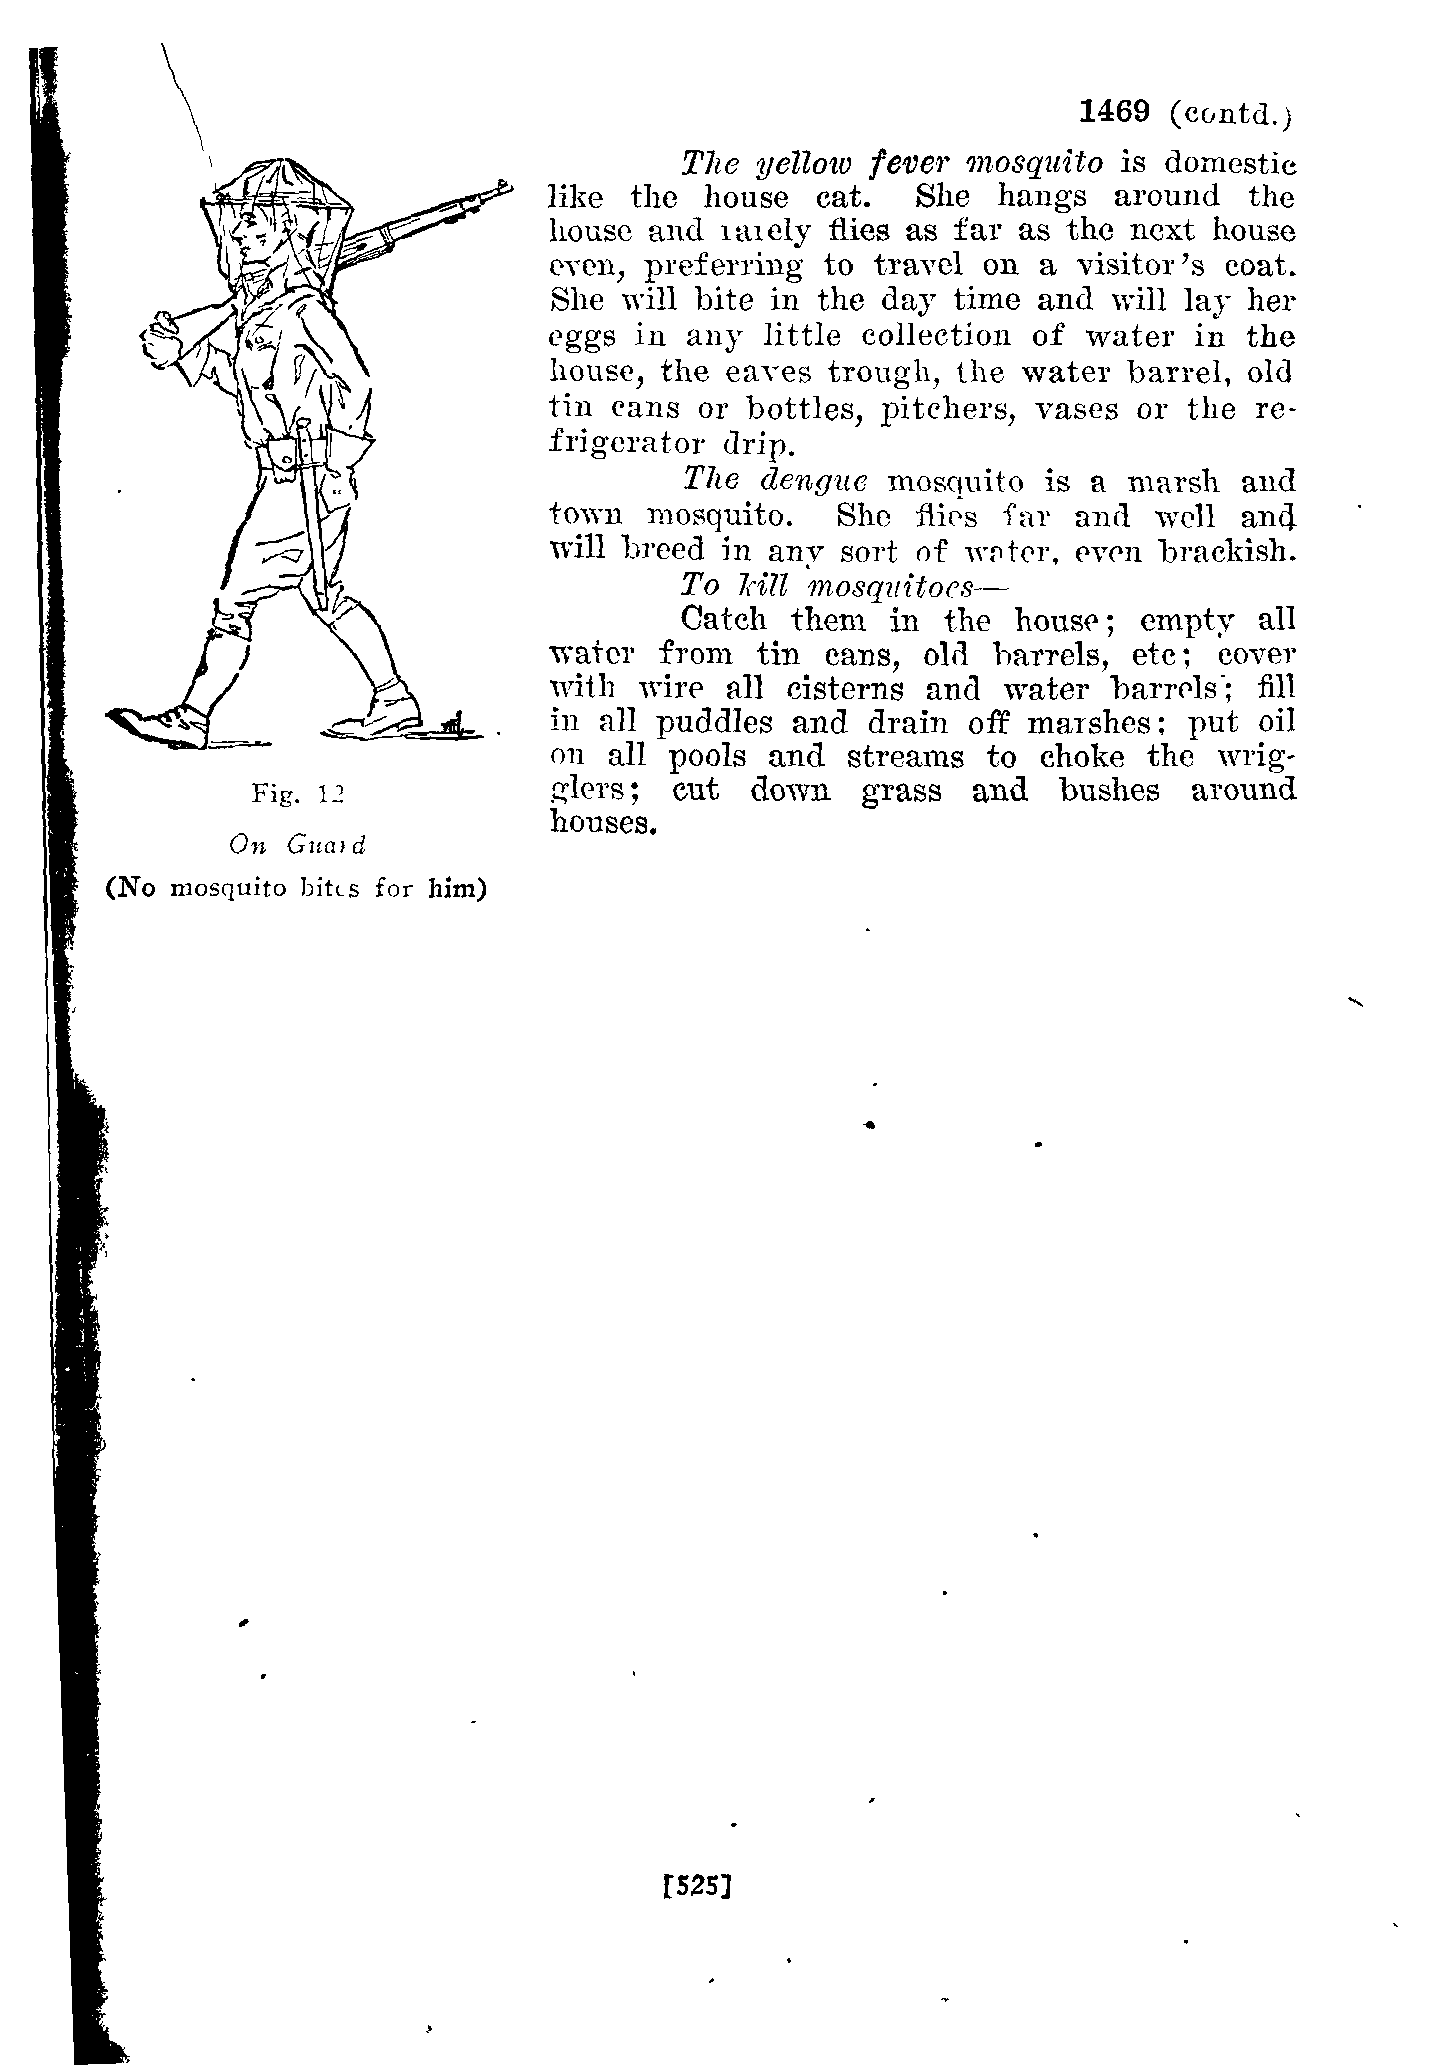 1469 (contd.)
The yellow fever mosquito is domestic
like the house cat. She hangs around the
house and rarely flies as far as the next house
even, preferring to travel on a visitor's coat.
She will bite in the day time and will lay her
eggs in any little collection of water in the
house, the eaves trough, the water barrel, old
tin cans or bottles, pitchers, vases or the re-
frigerator drip.
The dengue mosquito is a marsh and
town mosquito. She flies far and well and
will breed in any sort of water, even brackish.
To kill mosquitoes—
Catch them in the house; empty all
water from tin cans, old barrels, etc; cover
with wire all cisterns and water barrels; fill
in all puddles and drain off marshes; put oil
on all pools and streams to choke the wrig-
glers; cut down grass and bushes around
houses.
Fig. 12
On Guard
(No mosquito bites for him)
[525]